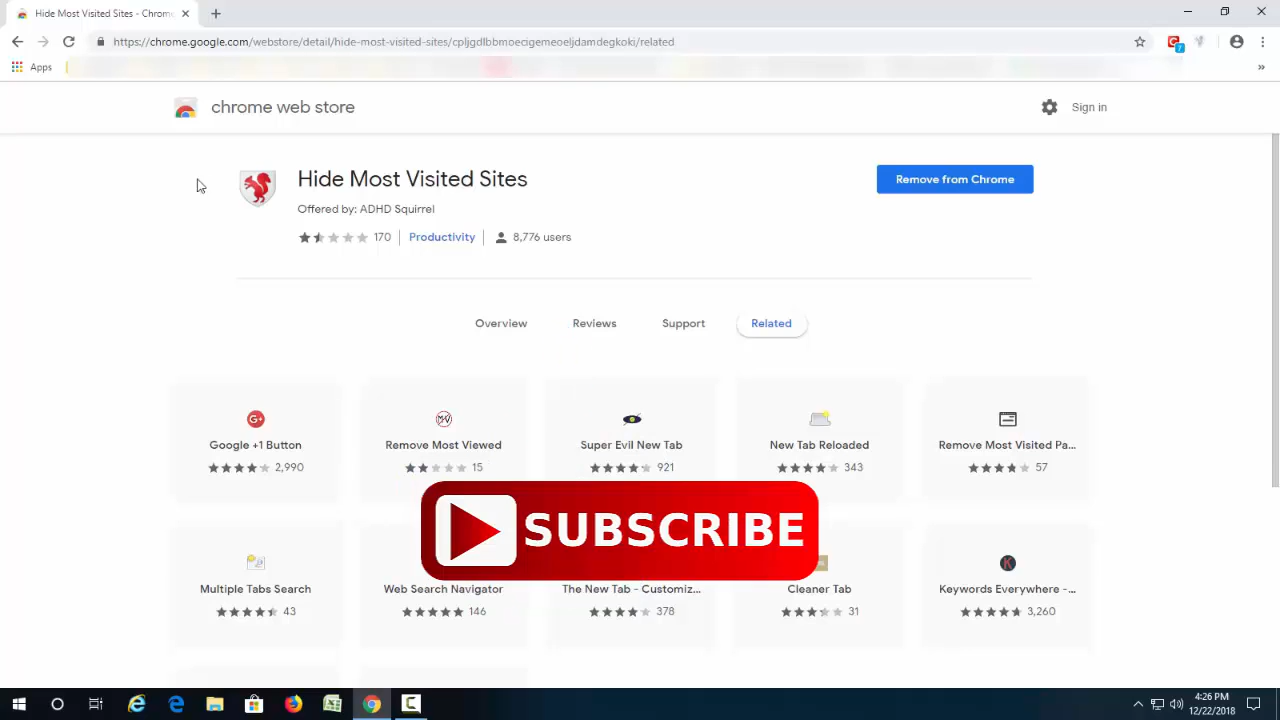 Hide Most Visited Sites - Chrome
https://chrome.google.com/webstore/detail/hide-most-visited-sites/cpljqdlbbmoecigemeoeljdamdegkoki/related
7
Apps
»
chrome web store
Sign in
Hide Most Visited Sites
Remove from Chrome
Offered by: ADHD Squirrel
170
Productivity
8,776 users
Overview
Reviews
Support
Related
Google +1 Button
Remove Most Viewed
Super Evil New Tab
New Tab Reloaded
Remove Most Visited Pa...
2,990
15
921
343
57
SUBSCRIBE
Multiple Tabs Search
Web Search Navigator
The New Tab - Customiz...
Cleaner Tab
Keywords Everywhere -...
43
146
378
31
3,260
4:26 PM
12/22/2018